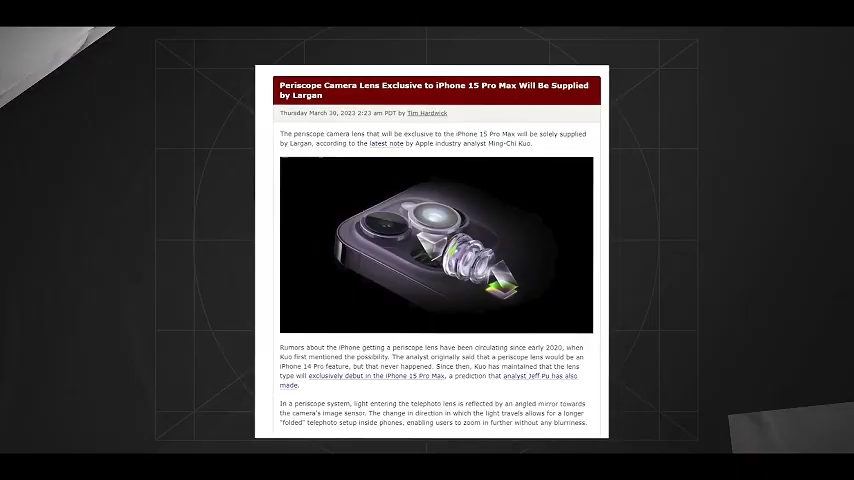 Periscope Camera Lens Exclusive to iPhone 15 Pro Max Will Be Supplied
by Largan
Thursday March 30, 2023 2:23 am PDT by Tim Hardwick
The periscope camera lens that will be exclusive to the iPhone 15 Pro Max will be solely supplied
by Largan, according to the latest note by Apple industry analyst Ming-Chi Kuo.
Rumors about the iPhone getting a periscope lens have been circulating since early 2020, when
Kuo first mentioned the possibility. The analyst originally said that a periscope lens would be an
iPhone 14 Pro feature, but that never happened. Since then, Kuo has maintained that the lens
type will exclusively debut in the iPhone 15 Pro Max, a prediction that analyst Jeff Pu has also
made.
In a periscope system, light entering the telephoto lens is reflected by an angled mirror towards
the camera's image sensor. The change in direction in which the light travels allows for a longer
"folded" telephoto setup inside phones, enabling users to zoom in further without any blurriness.